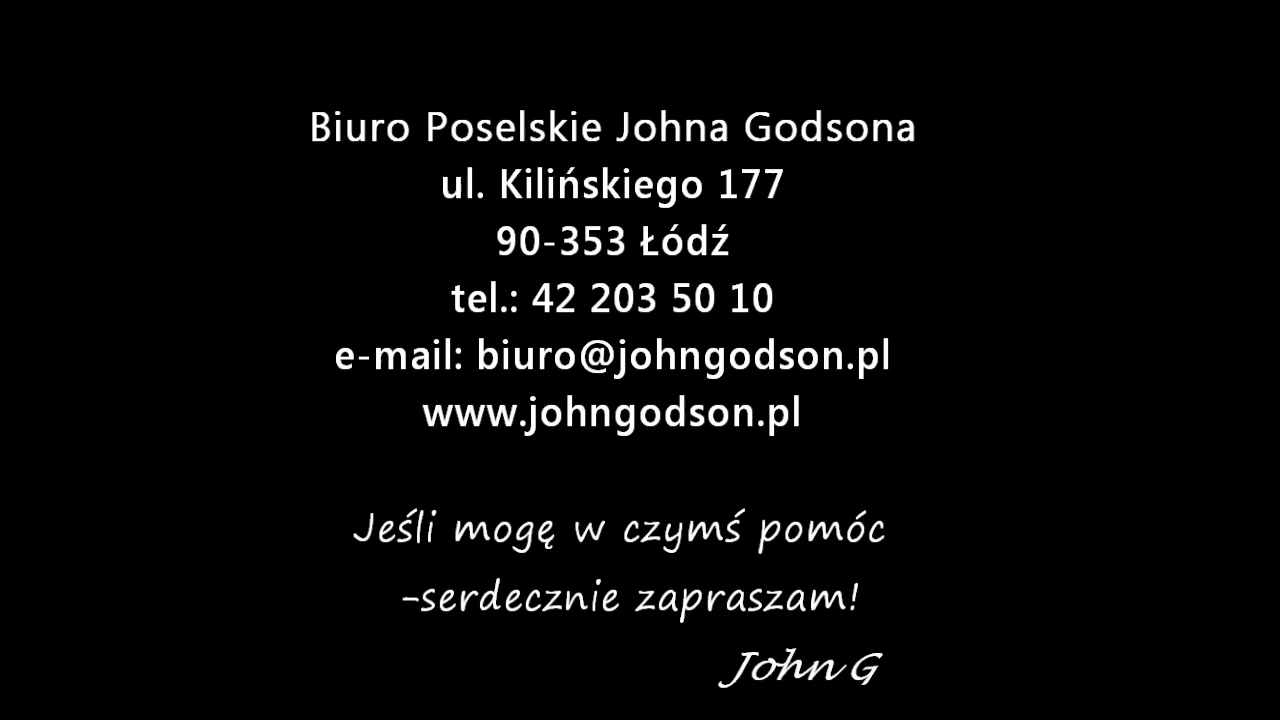 Biuro Poselskie Johna Godsona
ul. Kilińskiego 177
90-353 Łódź
tel.: 42 203 50 10
e-mail: biuro@johngodson.pl
www.johngodson.pl
Jeśli mogę w czymś pomóc
-serdecznie zapraszam!
John G